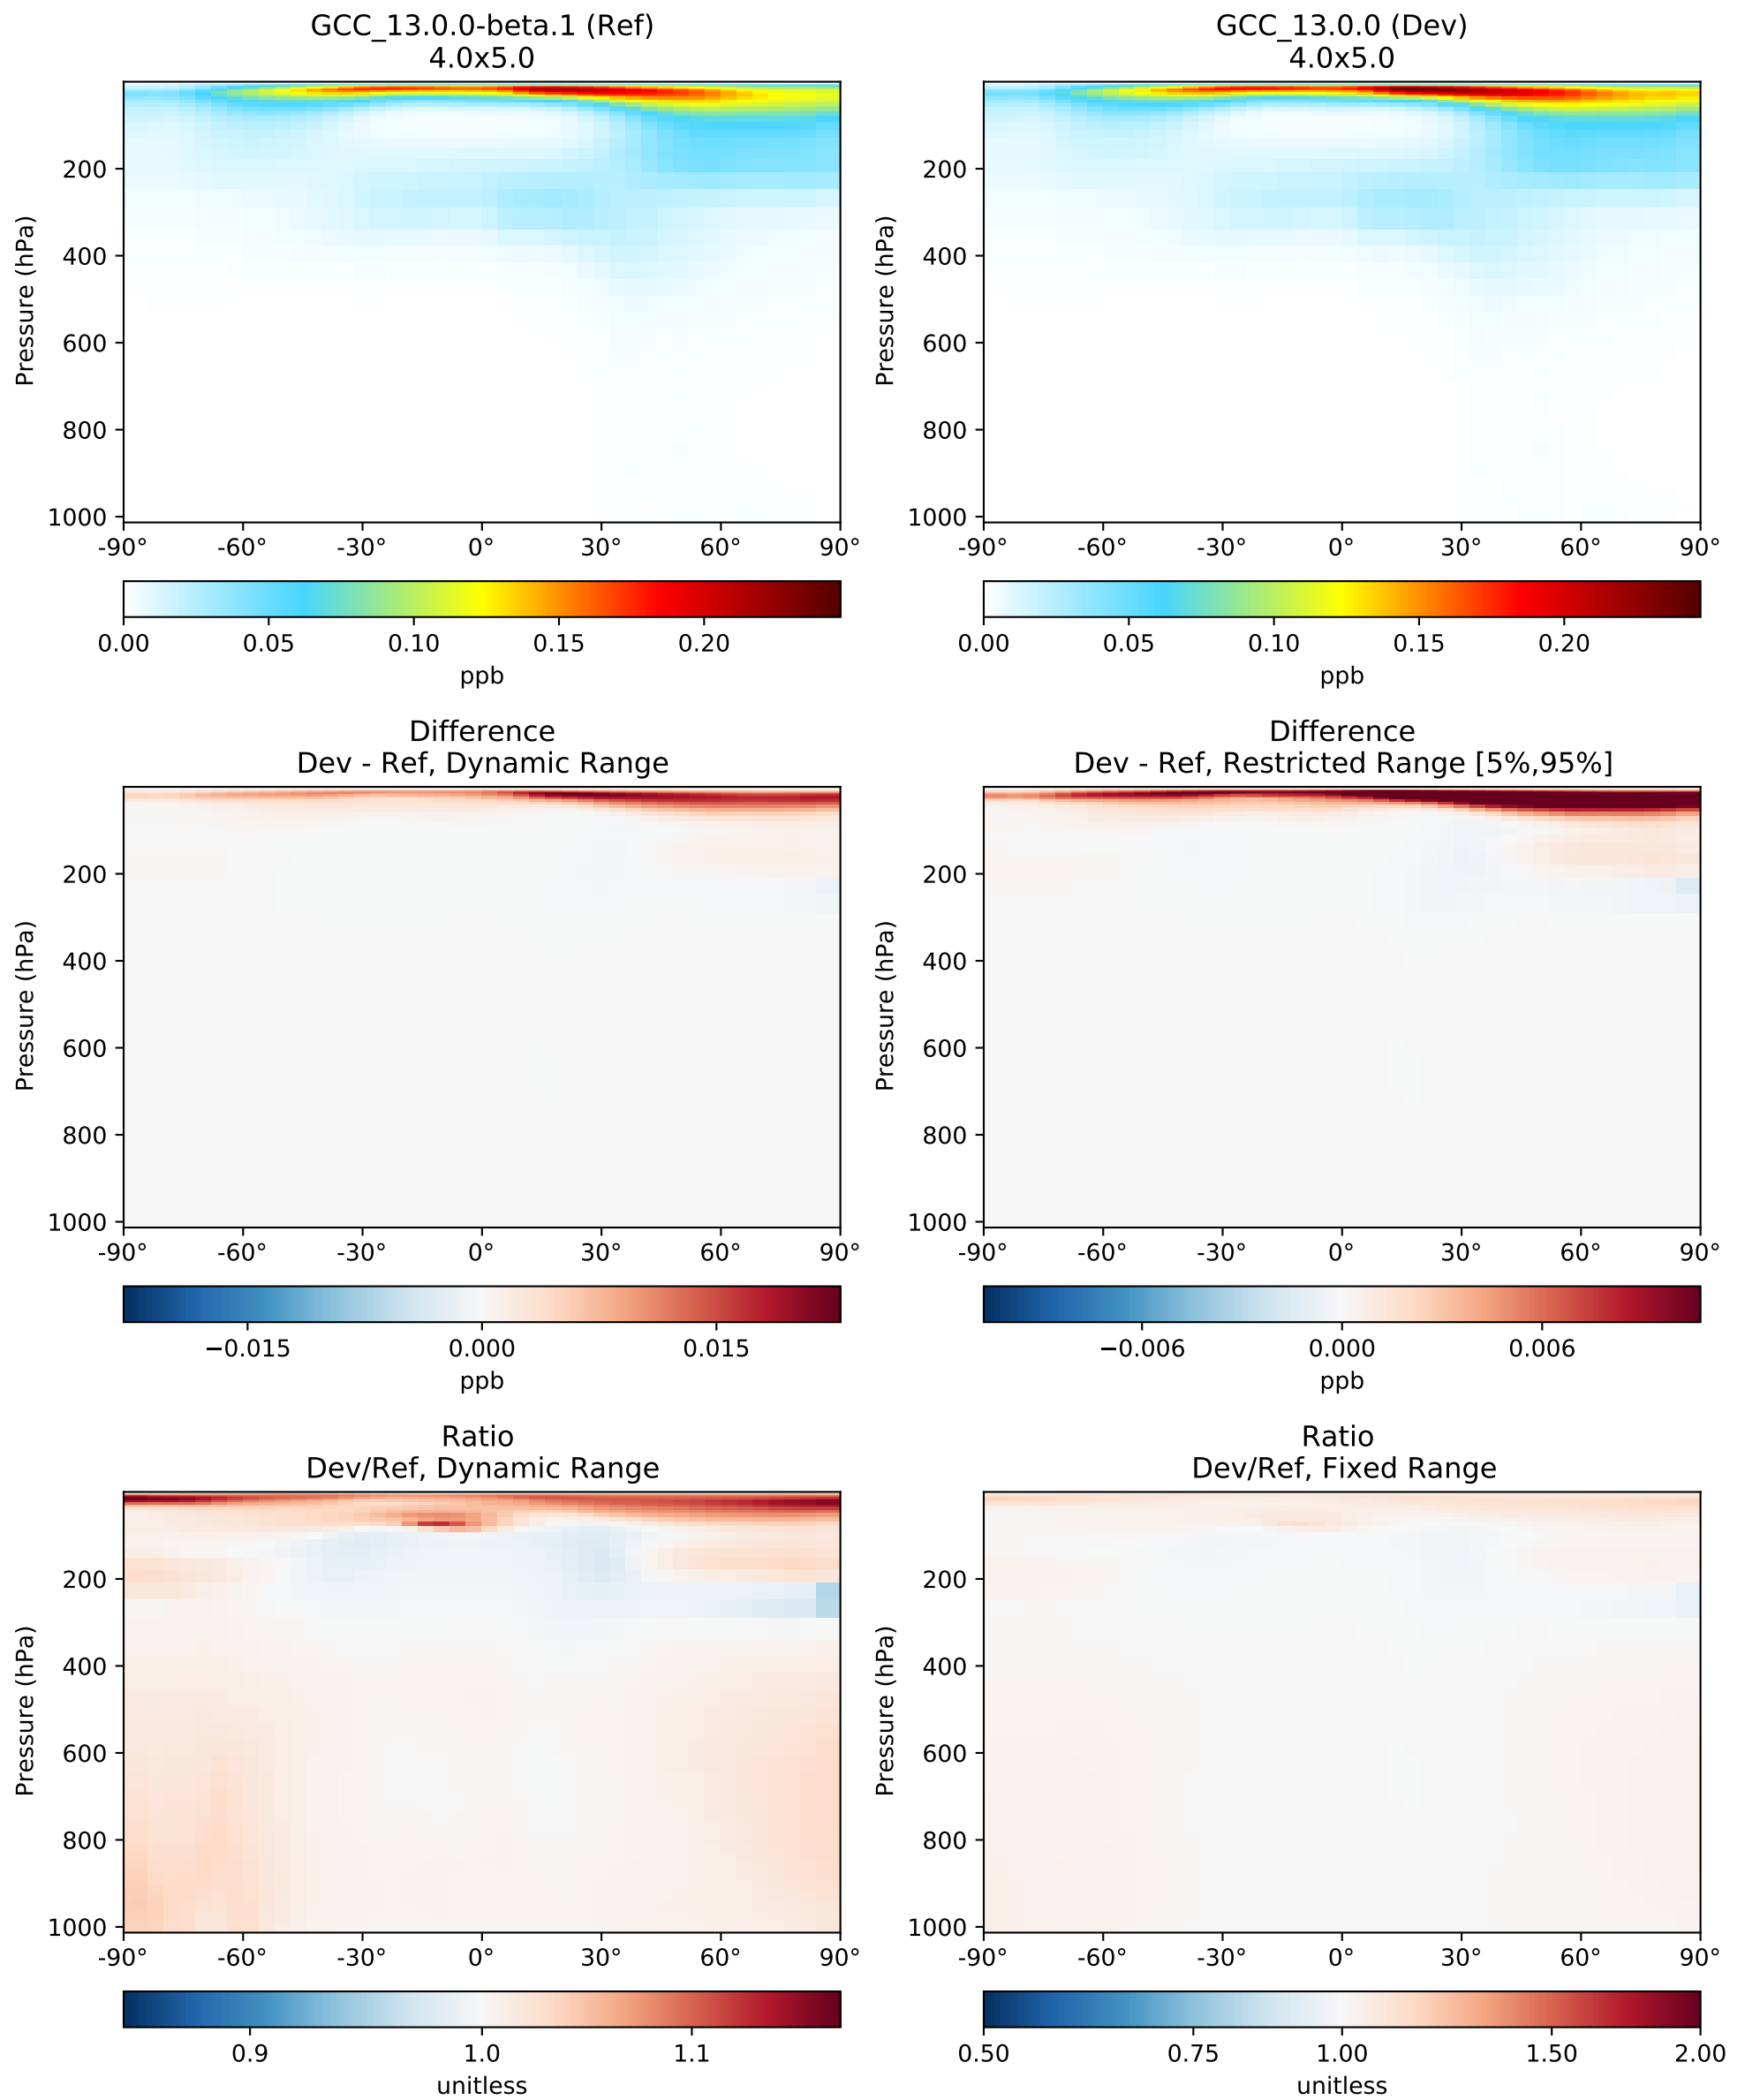 GCC_13.0.0-beta.1 (Ref)
4.0x5.0
Pressure (hPa)
200
400
600
800
1000
-90° -60° -30° 0° 30° 60° 90°
0.00 0.05 0.10 0.15 0.20
ppb
GCC_13.0.0 (Dev)
4.0x5.0
Pressure (hPa)
200
400
600
800
1000
-90° -60° -30° 0° 30° 60° 90°
0.00 0.05 0.10 0.15 0.20
ppb
Difference
Dev - Ref, Dynamic Range
Pressure (hPa)
200
400
600
800
1000
-90° -60° -30° 0° 30° 60° 90°
−0.015 0.000 0.015
ppb
Difference
Dev - Ref, Restricted Range [5%,95%]
Pressure (hPa)
200
400
600
800
1000
-90° -60° -30° 0° 30° 60° 90°
−0.006 0.000 0.006
ppb
Ratio
Dev/Ref, Dynamic Range
Pressure (hPa)
200
400
600
800
1000
-90° -60° -30° 0° 30° 60° 90°
0.9 1.0 1.1
unitless
Ratio
Dev/Ref, Fixed Range
Pressure (hPa)
200
400
600
800
1000
-90° -60° -30° 0° 30° 60° 90°
0.50 0.75 1.00 1.50 2.00
unitless